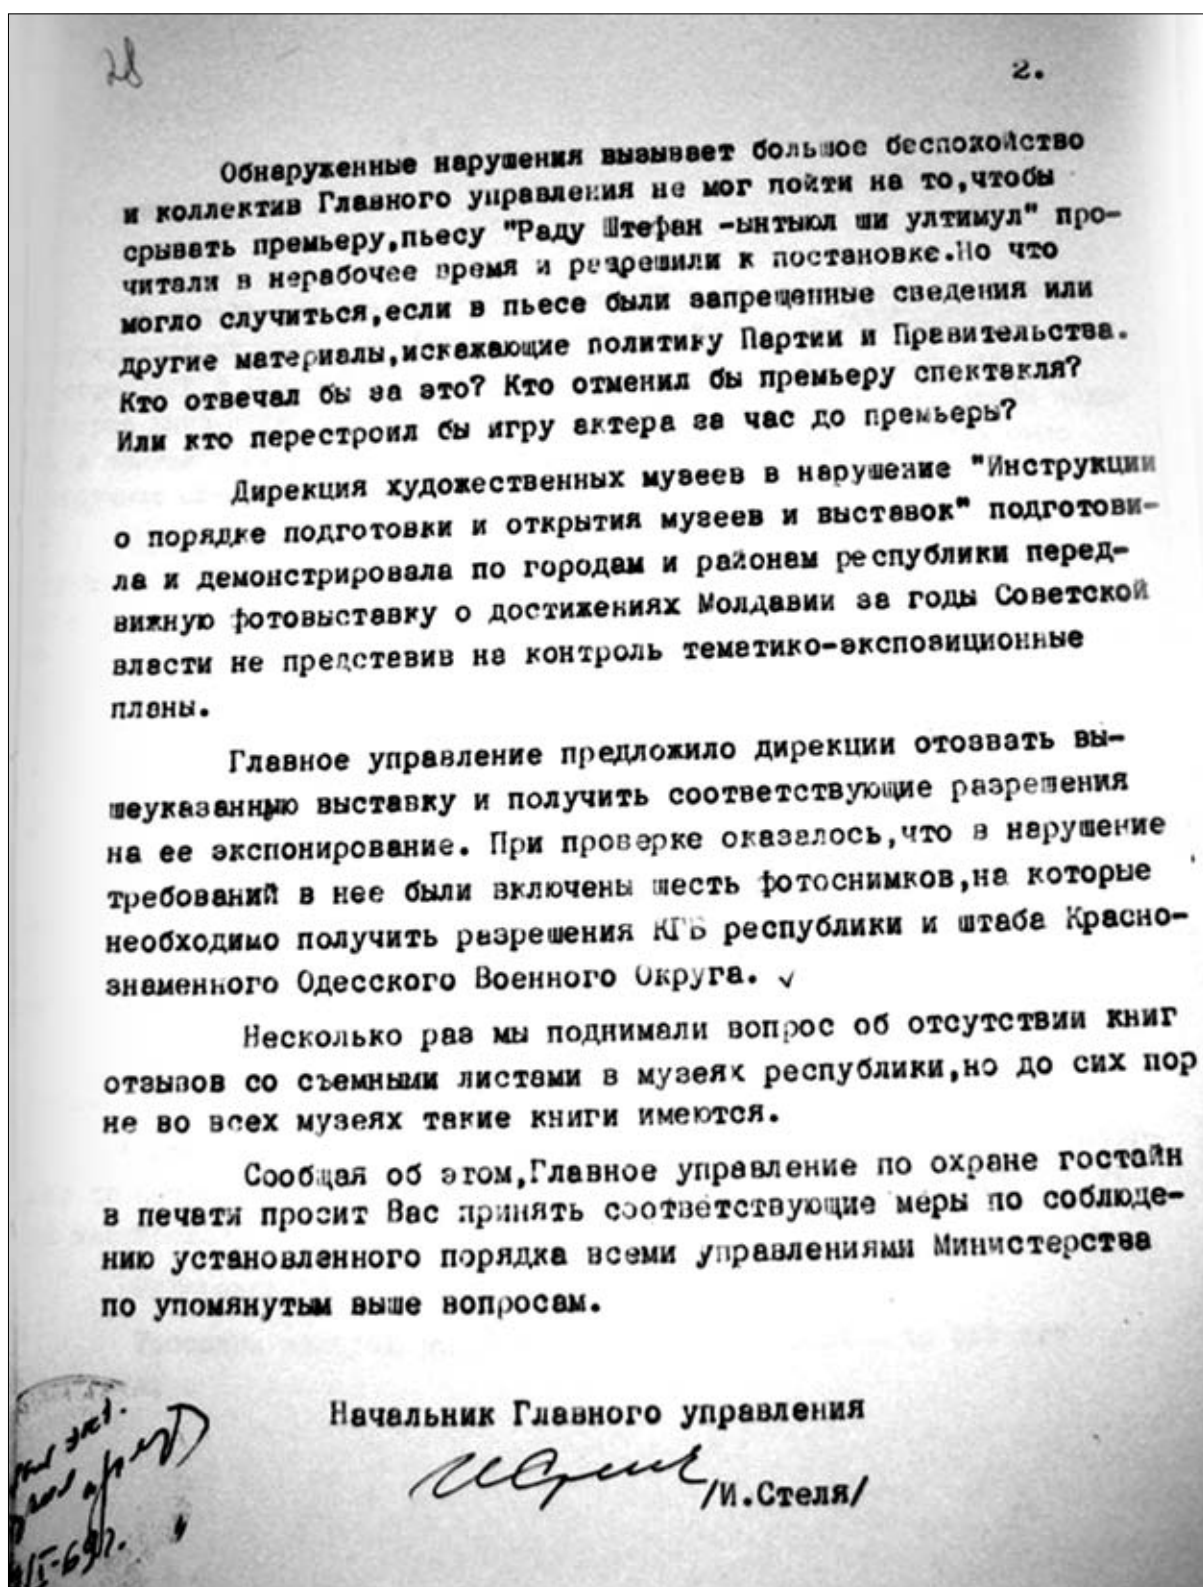 28
2.
Обнаруженные нарушения вызывает большое беспокойство
и коллектив Главного управления не мог пойти на то,чтобы
срывать премьеру,пьесу "Раду Штефан -ынтыюл ши ултимул" про-
читали в нерабочее время и разрешили к постановке.Но что
могло случиться,если в пьесе были запрещенные сведения или
другие материалы,искажающие политику Партии и Правительства.
Кто отвечал бы за это? Кто отменил бы премьеру спектакля?
Или кто перестроил бы игру актера за час до премьеры?
Дирекция художественных музеев в нарушение "Инструкции
о порядке подготовки и открытия музеев и выставок" подготови-
ла и демонстрировала по городам и районам республики перед-
вижную фотовыставку о достижениях Молдавии за годы Советской
власти не представив на контроль тематико-экспозиционные
планы.
Главное управление предложило дирекции отозвать вы-
шеуказанную выставку и получить соответствующие разрешения
на ее экспонирование. При проверке оказалось,что в нарушение
требований в нее были включены шесть фотоснимков,на которые
необходимо получить разрешения КГБ республики и штаба Красно-
знаменного Одесского Военного Округа.
Несколько раз мы поднимали вопрос об отсутствии книг
отзывов со съемными листами в музеях республики,но до сих пор
не во всех музеях такие книги имеются.
Сообщая об этом,Главное управление по охране гостайн
в печати просит Вас принять соответствующие меры по соблюде-
нию установленного порядка всеми управлениями Министерства
по упомянутым выше вопросам.
Начальник Главного управления
/И.Стеля/
экз.
I-69г.